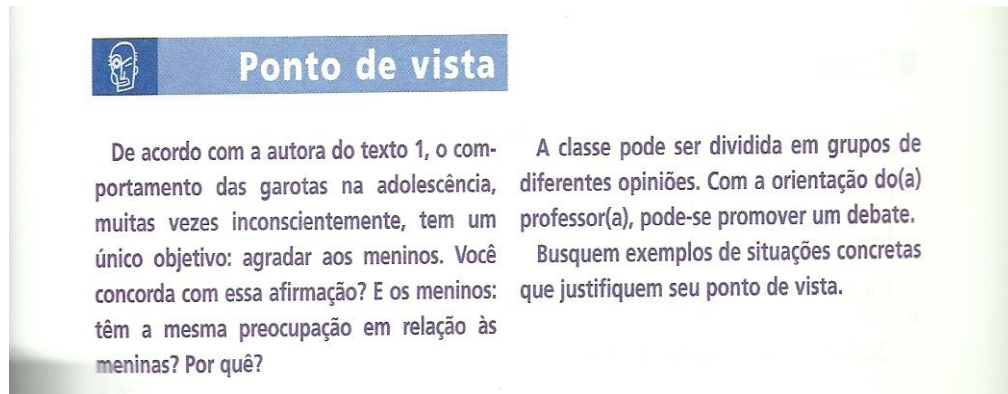 Ponto de vista
De acordo com a autora do texto 1, o com-
portamento das garotas na adolescência,
muitas vezes inconscientemente, tem um
único objetivo: agradar aos meninos. Você
concorda com essa afirmação? E os meninos:
têm a mesma preocupação em relação às
meninas? Por quê?
A classe pode ser dividida em grupos de
diferentes opiniões. Com a orientação do(a)
professor(a), pode-se promover um debate.
Busquem exemplos de situações concretas
que justifiquem seu ponto de vista.